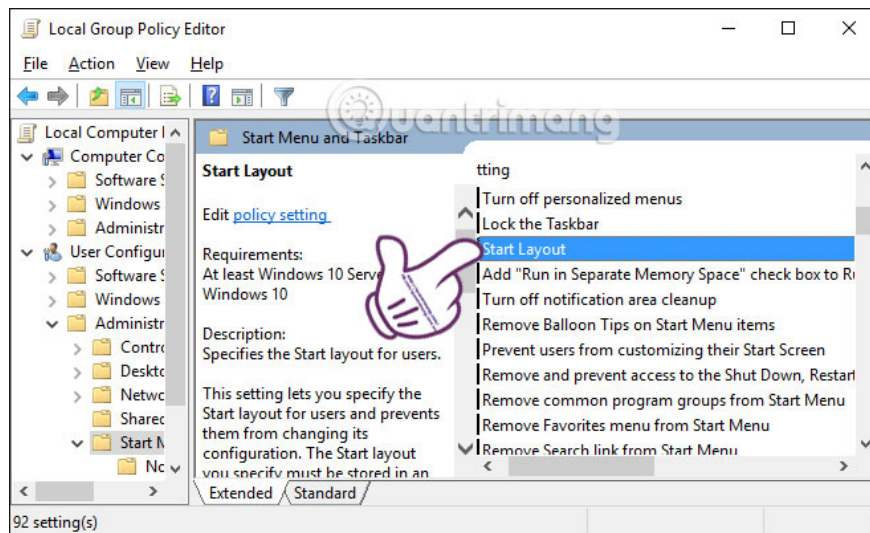 Local Group Policy Editor
File Action View Help
Quantrimang
Local Computer
Computer Co
Software S
Windows
Administr
User Configur
Software S
Windows
Administr
Contro
Deskto
Netwo
Shared
Start M
No
Start Menu and Taskbar
Start Layout
Edit policy setting
Requirements:
At least Windows 10 Serve
Windows 10
Description:
Specifies the Start layout for users.
This setting lets you specify the
Start layout for users and prevents
them from changing its
configuration. The Start layout
you specify must be stored in an
tting
Turn off personalized menus
Lock the Taskbar
Start Layout
Add "Run in Separate Memory Space" check box to Ru
Turn off notification area cleanup
Remove Balloon Tips on Start Menu items
Prevent users from customizing their Start Screen
Remove and prevent access to the Shut Down, Restart
Remove common program groups from Start Menu
Remove Favorites menu from Start Menu
Remove Search link from Start Menu
Extended Standard
92 setting(s)